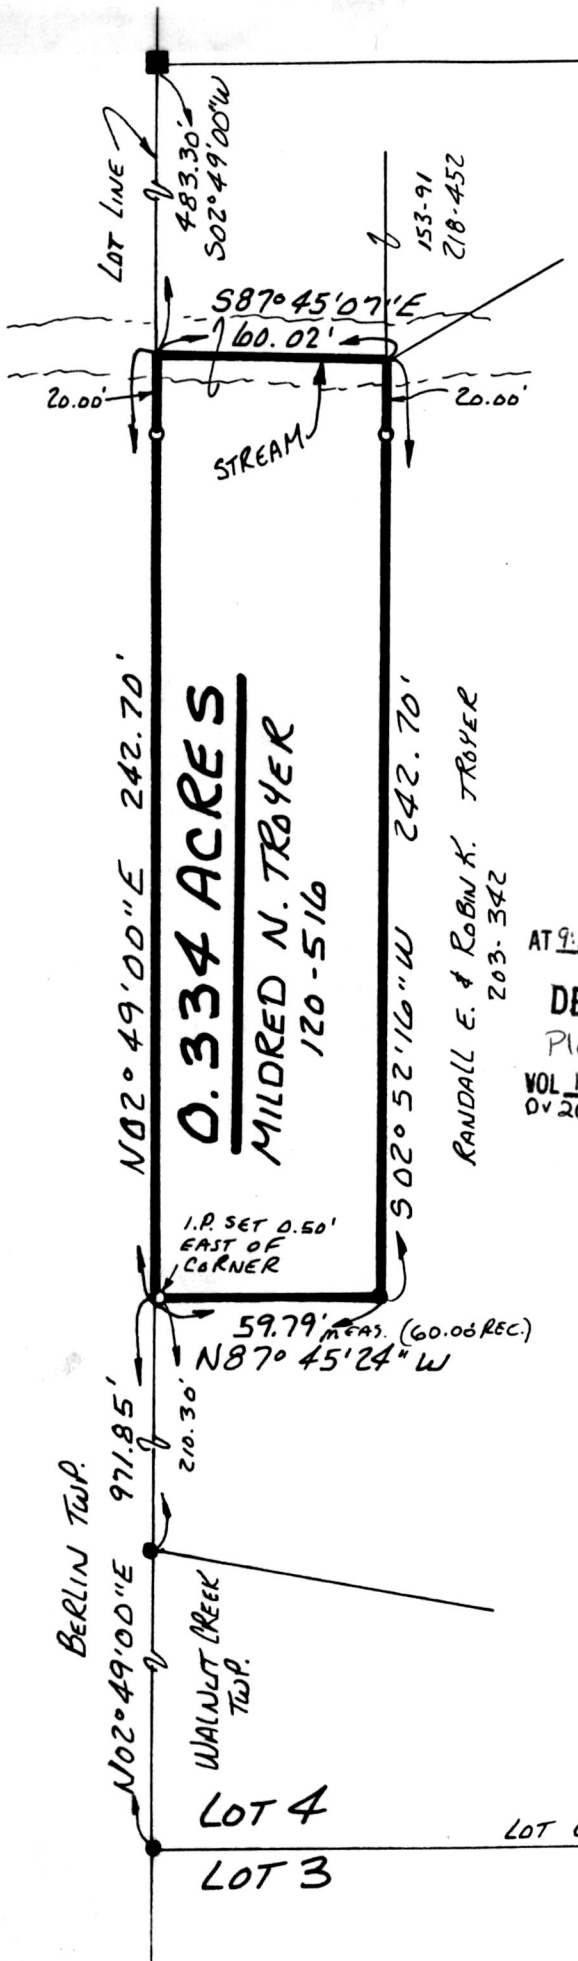 LOT LINE
483.30'
S02°49'00"W
153-91
218-452
S87°45'07"E
60.02'
20.00'
20.00'
STREAM
N02°49'00"E 242.70'
0.334 ACRES
MILDRED N. TROYER
120-516
S02°52'16"W 242.70'
RANDALL E. & ROBIN K. TROYER
203-342
AT 9:
VOL
I.P. SET 0.50'
EAST OF
CORNER
59.79' MEAS. (60.00 REC.)
N87°45'24"W
210.30'
BERLIN TWP.
N02°49'00"E 971.85'
WALNUT CREEK
TWP.
LOT 4
LOT
LOT 3